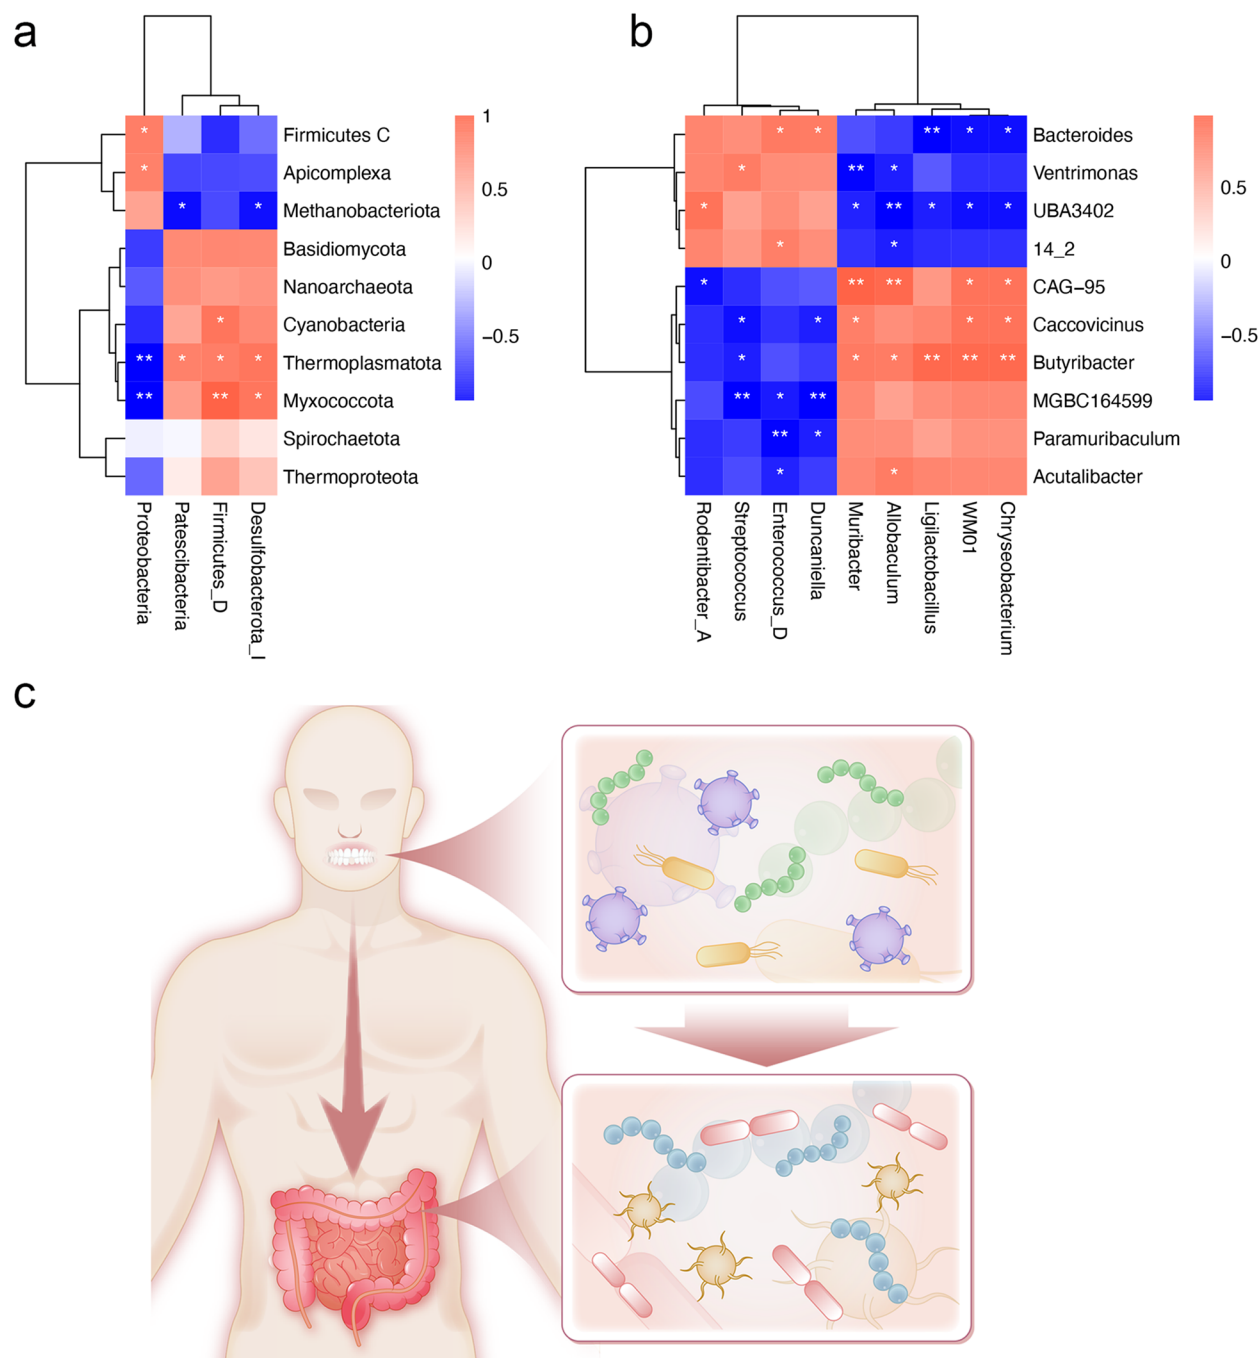 a
Firmicutes C
Apicomplexa
Methanobacteriota
Basidiomycota
Nanoarchaeota
Cyanobacteria
Thermoplasmatota
Myxococcota
Spirochaetota
Thermoproteota
1
0.5
0
−0.5
* 
*
* *
*
** * * *
** ** *
Proteobacteria
Patescibacteria
Firmicutes_D
Desulfobacterota_I
b
Bacteroides
Ventrimonas
UBA3402
14_2
CAG−95
Caccovicinus
Butyribacter
MGBC164599
Paramuribaculum
Acutalibacter
0.5
0
−0.5
* * ** * *
* ** *
* * ** * * *
* *
* ** ** * *
* * * * *
* * * ** ** **
** * **
** *
* *
Rodentibacter_A
Streptococcus
Enterococcus_D
Duncaniella
Muribacter
Allobaculum
Ligilactobacillus
WM01
Chryseobacterium
c